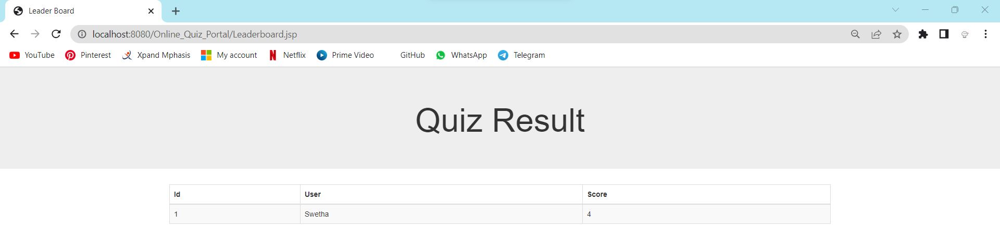 Leader Board
localhost:8080/Online_Quiz_Portal/Leaderboard.jsp
YouTube Pinterest Xpand Mphasis My account Netflix Prime Video GitHub WhatsApp Telegram
Quiz Result
Id User Score
1 Swetha 4